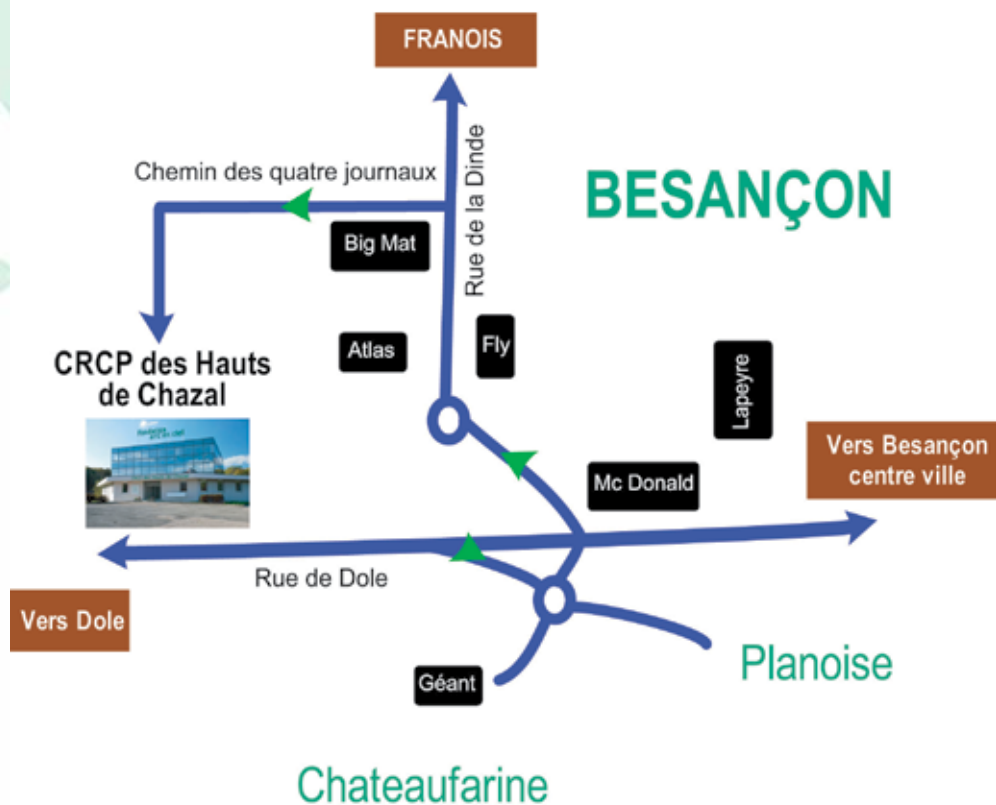 FRANOIS
Chemin des quatre journaux
Rue de la Dinde
BESANÇON
Big Mat
Atlas
Fly
Lapeyre
CRCP des Hauts
de Chazal
Mc Donald
Vers Besançon
centre ville
Rue de Dole
Vers Dole
Géant
Planoise
Chateaufarine